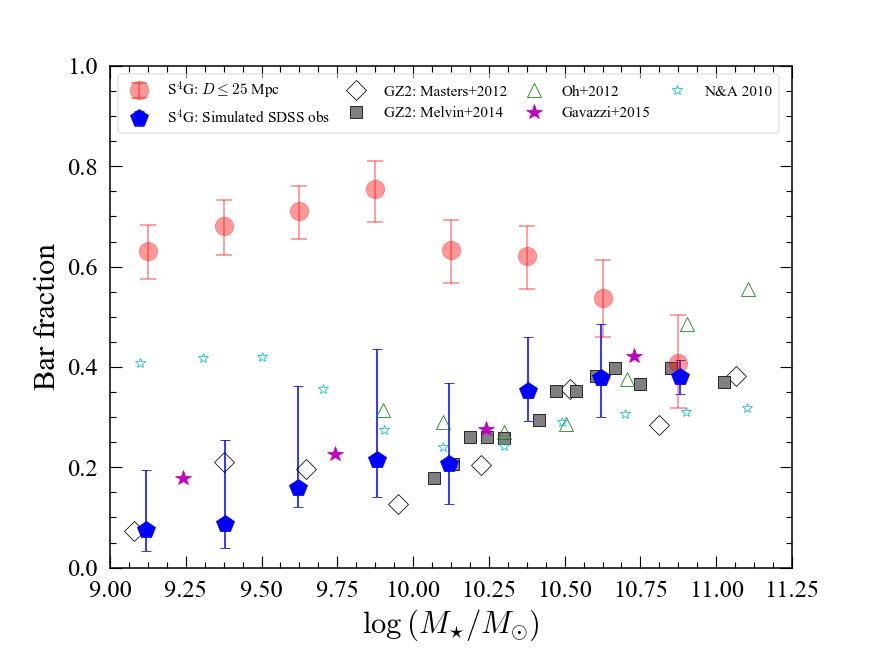 1.0
0.8
0.6
0.4
0.2
0.0
Bar fraction
S⁴G: D ≤ 25 Mpc
S⁴G: Simulated SDSS obs
GZ2: Masters+2012
GZ2: Melvin+2014
Oh+2012
Gavazzi+2015
N&A 2010
9.00 9.25 9.50 9.75 10.00 10.25 10.50 10.75 11.00 11.25
log (M⋆/M⊙)